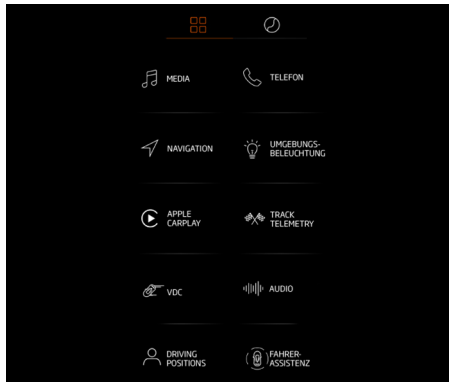 MEDIA
TELEFON
NAVIGATION
UMGEBUNGS-
BELEUCHTUNG
APPLE
CARPLAY
TRACK
TELEMETRY
VDC
AUDIO
DRIVING
POSITIONS
FAHRER-
ASSISTENZ